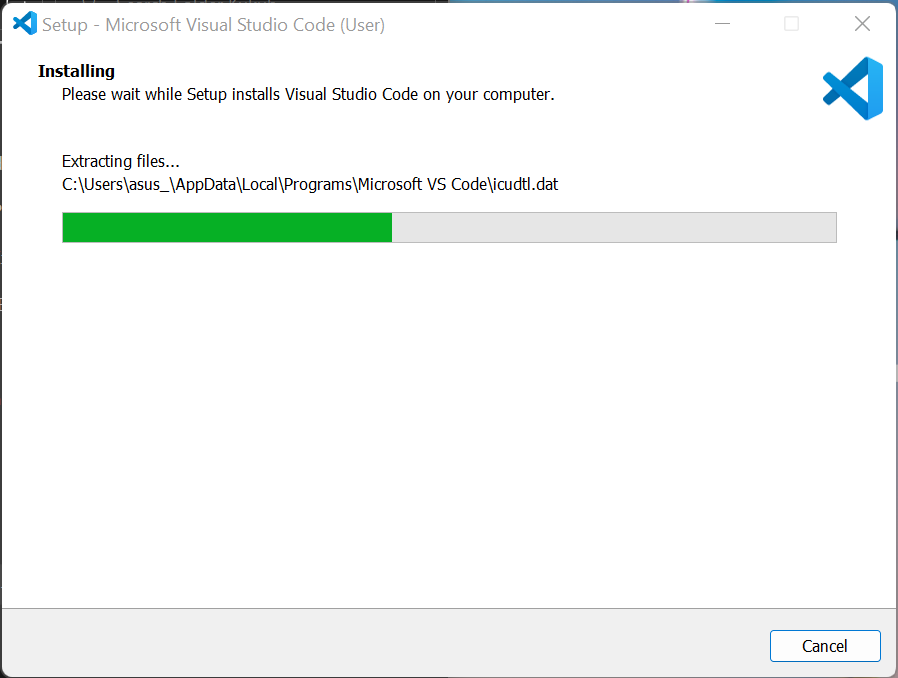 Setup - Microsoft Visual Studio Code (User)
Installing
Please wait while Setup installs Visual Studio Code on your computer.
Extracting files...
C:\Users\asus_\AppData\Local\Programs\Microsoft VS Code\icudtl.dat
Cancel